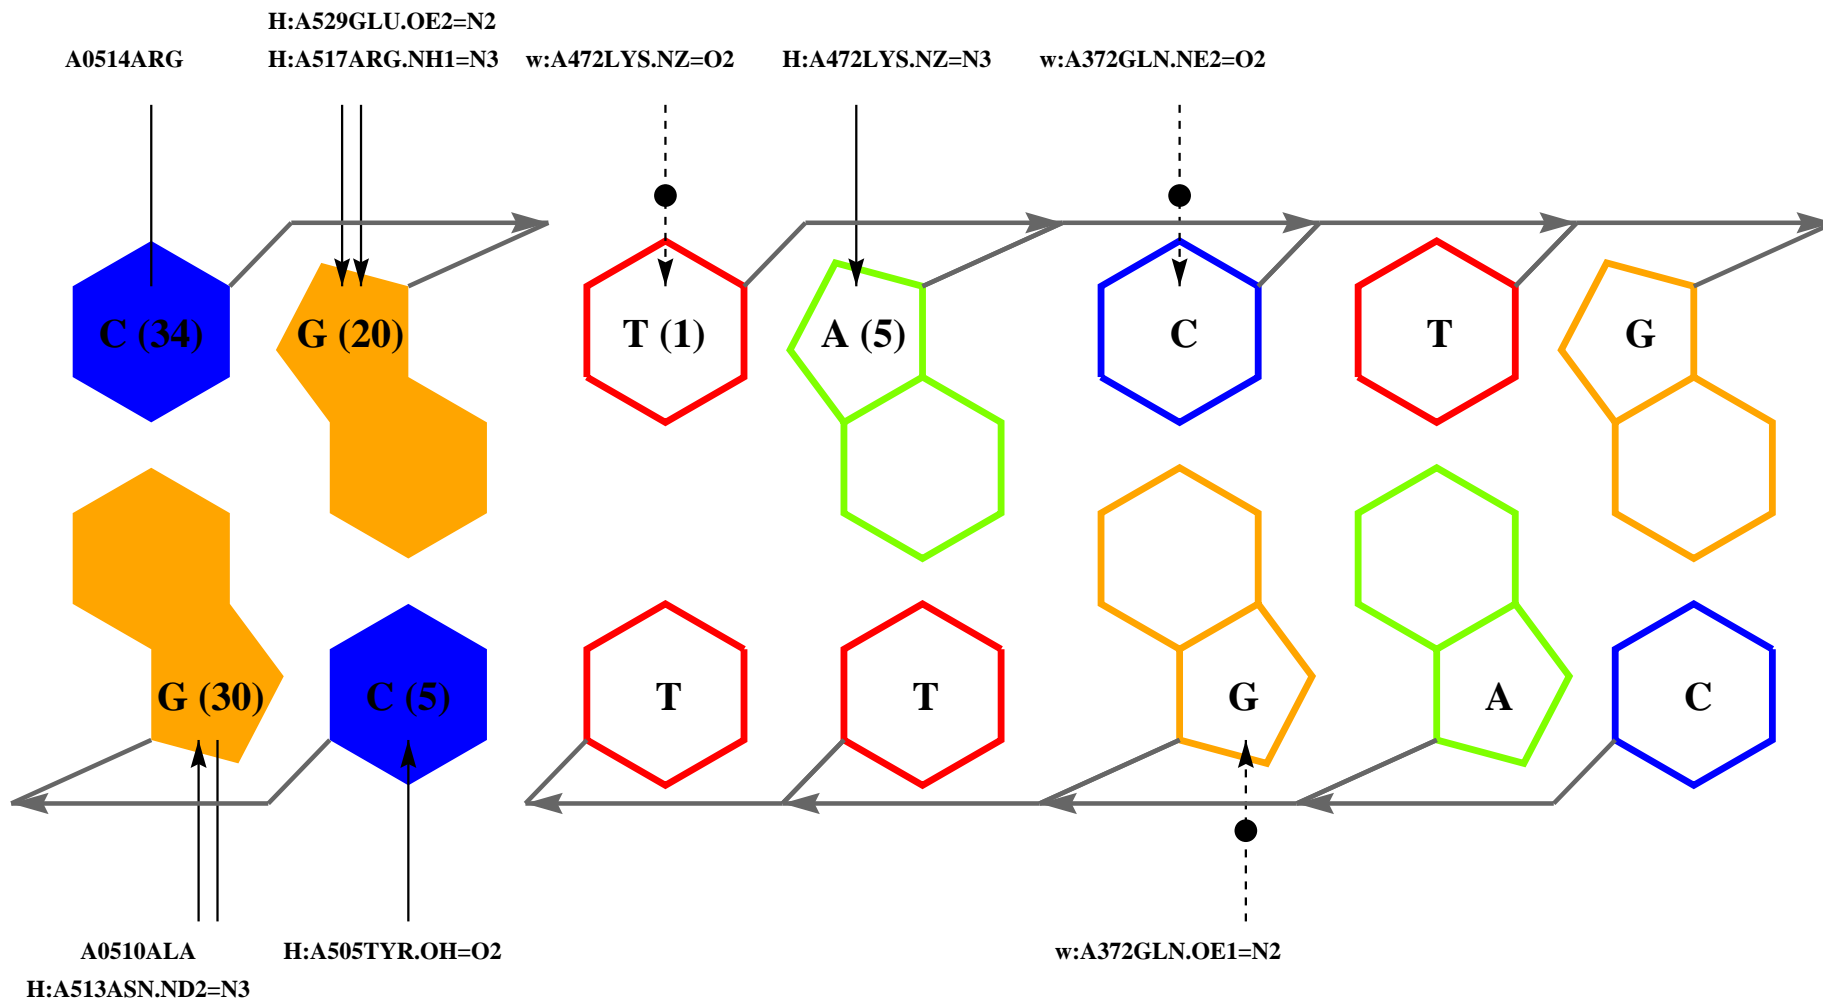 H:A529GLU.OE2=N2
A0514ARG H:A517ARG.NH1=N3 w:A472LYS.NZ=O2 H:A472LYS.NZ=N3 w:A372GLN.NE2=O2
C (34) G (20) T (1) A (5) C T G
G (30) C (5) T T G A C
A0510ALA H:A505TYR.OH=O2 w:A372GLN.OE1=N2
H:A513ASN.ND2=N3